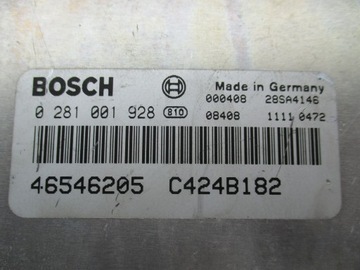 BOSCH
Made in Germany
000408 28SA4146
0 281 001 928 810
08408 1111 0472
46546205 C424B182